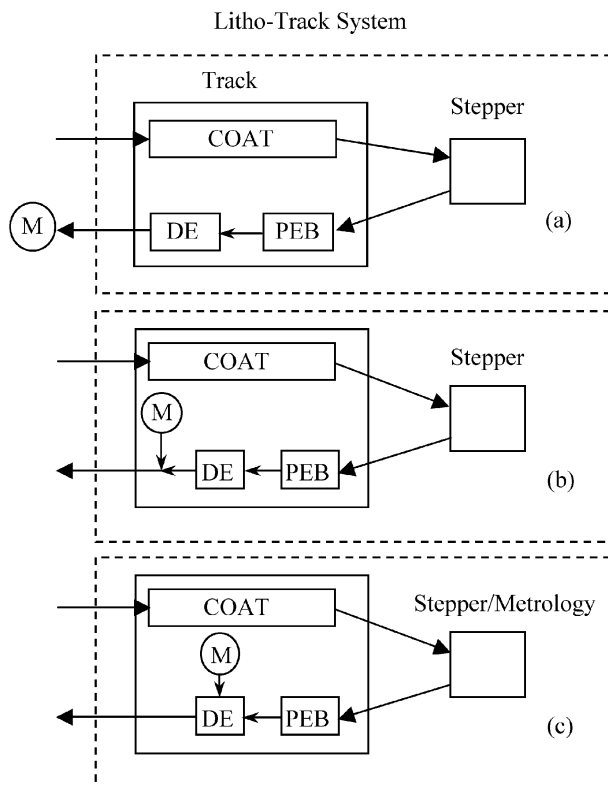 Litho-Track System
Track
Stepper
COAT
M
DE
PEB
(a)
Stepper
COAT
M
DE
PEB
(b)
Stepper/Metrology
COAT
M
DE
PEB
(c)